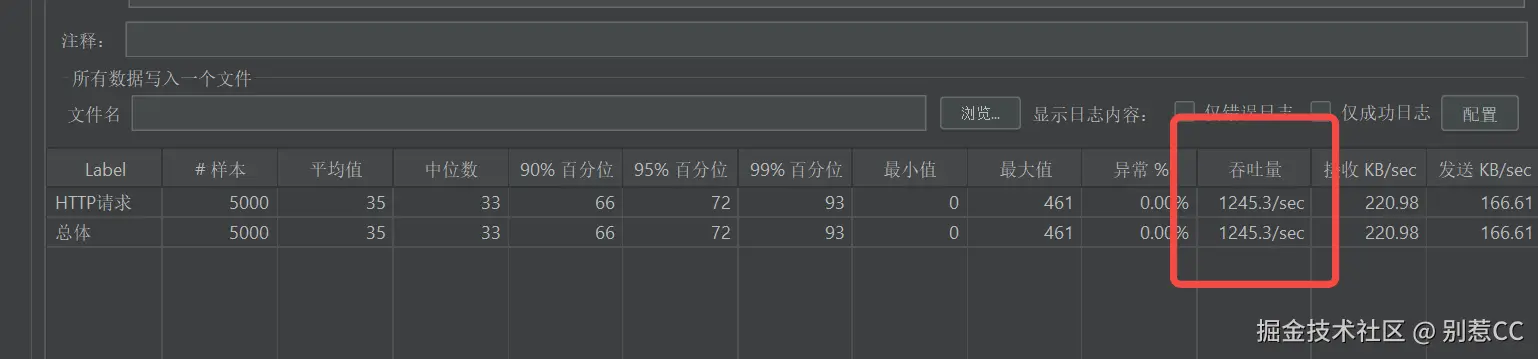 注释：
所有数据写入一个文件
文件名 浏览... 显示日志内容： 仅错误日志 仅成功日志 配置
Label # 样本 平均值 中位数 90% 百分位 95% 百分位 99% 百分位 最小值 最大值 异常 % 吞吐量 接收 KB/sec 发送 KB/sec
HTTP请求 5000 35 33 66 72 93 0 461 0.00% 1245.3/sec 220.98 166.61
总体 5000 35 33 66 72 93 0 461 0.00% 1245.3/sec 220.98 166.61
掘金技术社区 @ 别惹CC